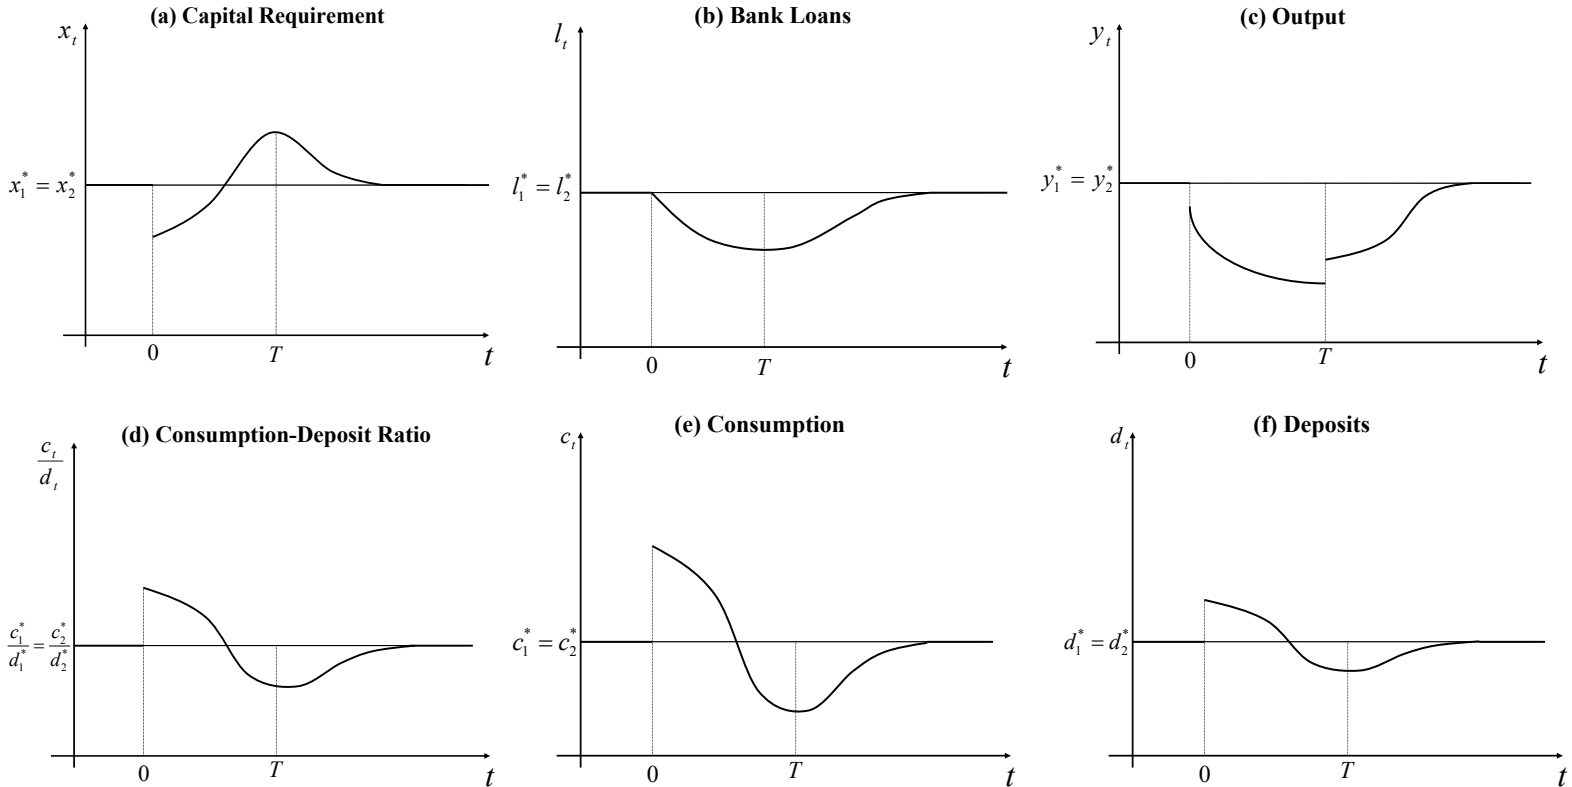 (a) Capital Requirement
x_t
x_1^* = x_2^*
0
T
t
(b) Bank Loans
l_t
l_1^* = l_2^*
0
T
t
(c) Output
y_t
y_1^* = y_2^*
0
T
t
(d) Consumption-Deposit Ratio
c_t
d_t
c_1^* = c_2^*
d_1^* d_2^*
0
T
t
(e) Consumption
c_t
c_1^* = c_2^*
0
T
t
(f) Deposits
d_t
d_1^* = d_2^*
0
T
t